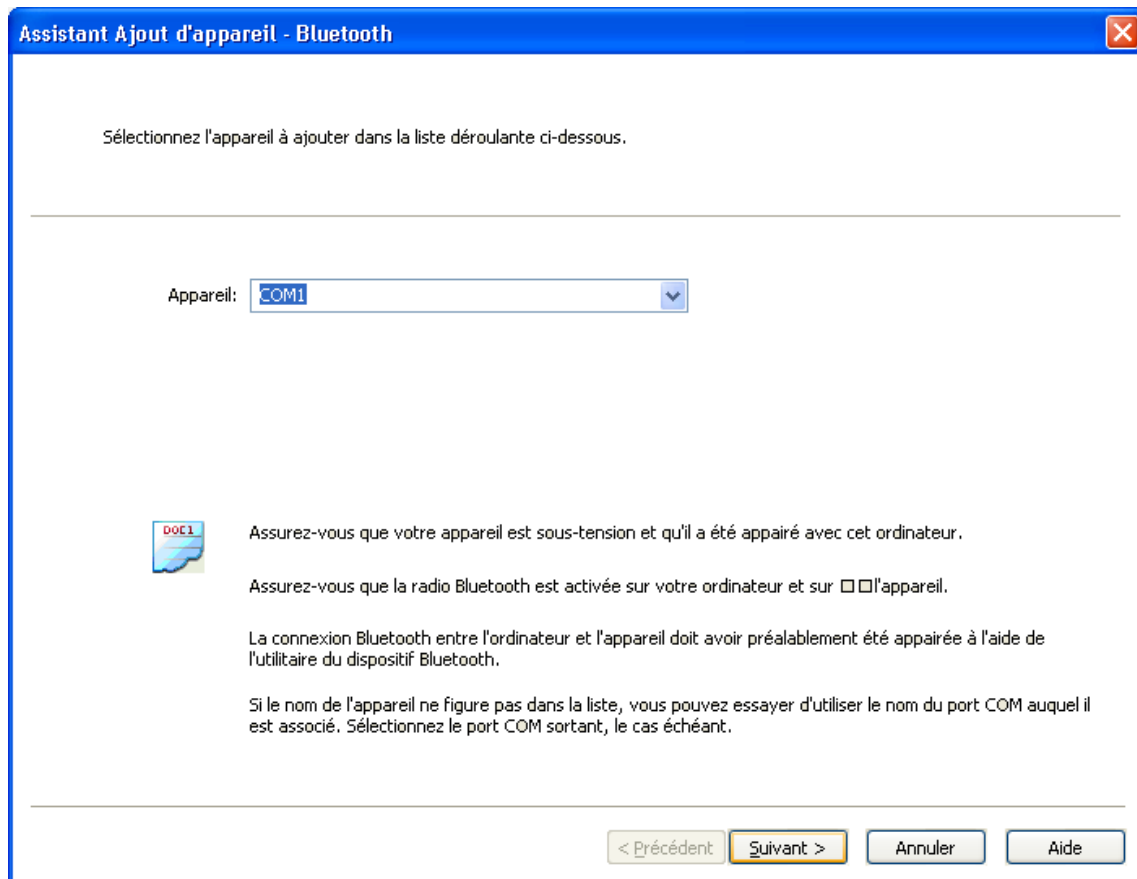 Assistant Ajout d'appareil - Bluetooth
Sélectionnez l'appareil à ajouter dans la liste déroulante ci-dessous.
Appareil: COM1
DOC1
Assurez-vous que votre appareil est sous-tension et qu'il a été appairé avec cet ordinateur.
Assurez-vous que la radio Bluetooth est activée sur votre ordinateur et sur □□l'appareil.
La connexion Bluetooth entre l'ordinateur et l'appareil doit avoir préalablement été appairée à l'aide de
l'utilitaire du dispositif Bluetooth.
Si le nom de l'appareil ne figure pas dans la liste, vous pouvez essayer d'utiliser le nom du port COM auquel il
est associé. Sélectionnez le port COM sortant, le cas échéant.
< Précédent Suivant > Annuler Aide